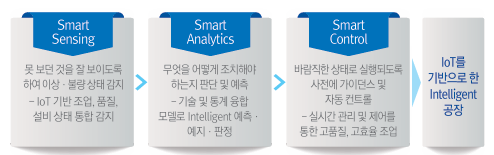 Smart
Sensing
못 보던 것을 잘 보이도록
하여 이상 · 불량 상태 감지
– IoT 기반 조업, 품질,
설비 상태 통합 감지
Smart
Analytics
무엇을 어떻게 조치해야
하는지 판단 및 예측
– 기술 및 통계 융합
모델로 Intelligent 예측 ·
예지 · 판정
Smart
Control
바람직한 상태로 실행되도록
사전에 가이던스 및
자동 컨트롤
– 실시간 관리 및 제어를
통한 고품질, 고효율 조업
IoT를
기반으로 한
Intelligent
공장